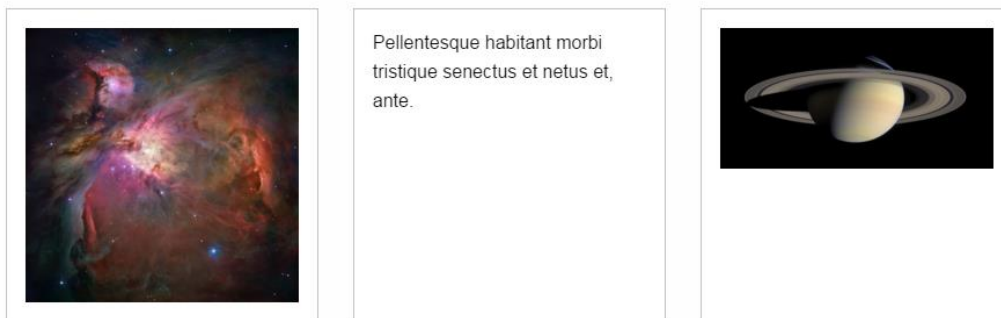 Pellentesque habitant morbi
tristique senectus et netus et,
ante.